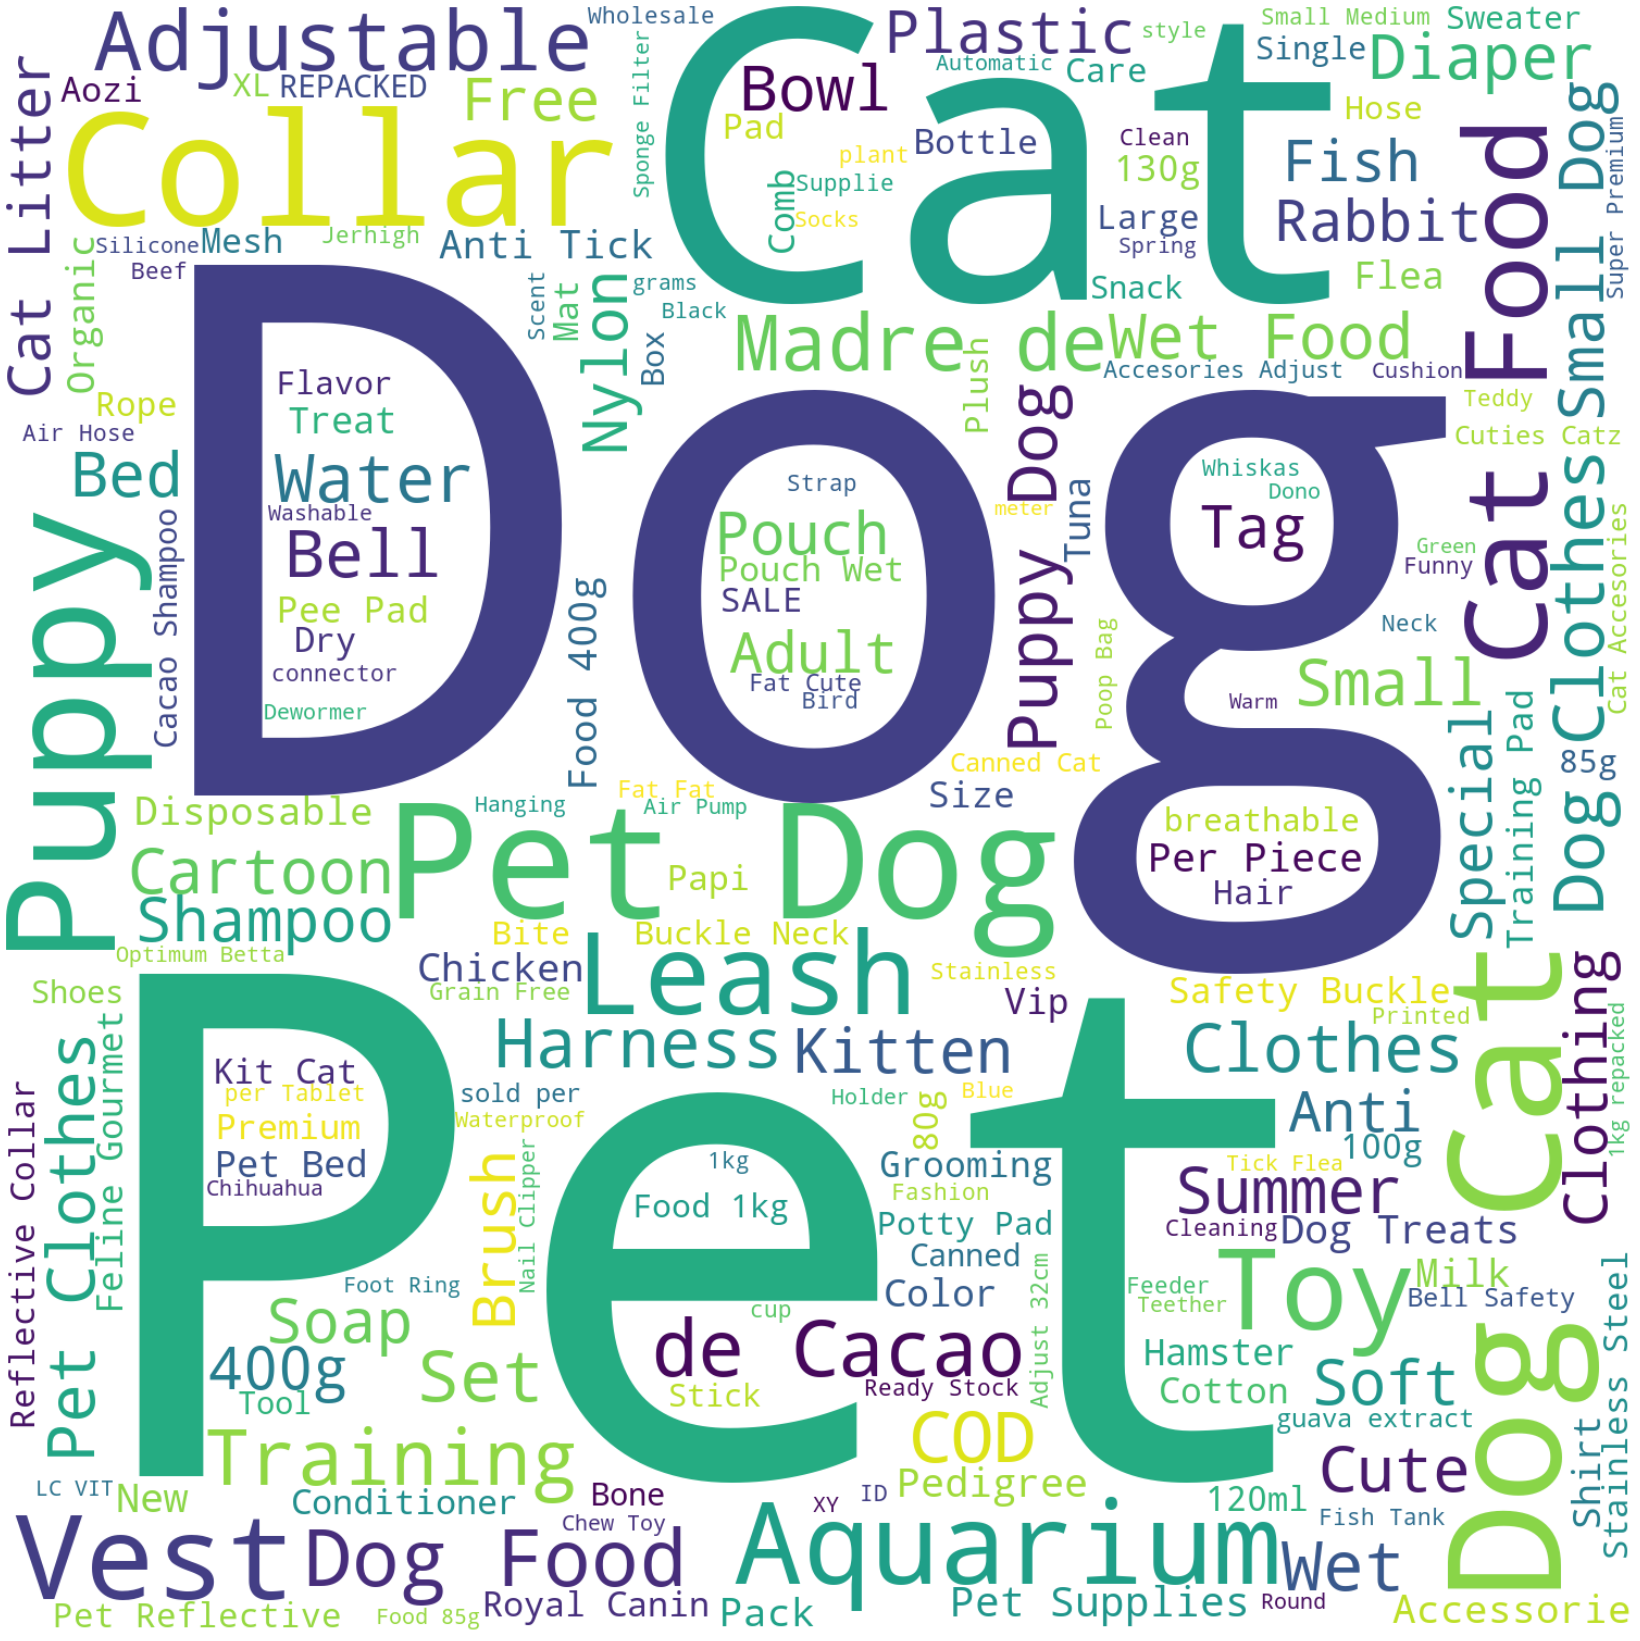 Adjustable
Wholesale
Cat
Plastic
style
Small Medium
Sweater
Aozi
XL
REPACKED
Free
Sponge Filter
Bowl
Automatic
Care
Single
Diaper
Cat Litter
Collar
Pad
plant
Bottle
Clean
Hose
Food
Small Dog
Super Premium
Comb
Supplie
Socks
130g
Fish
Large
Rabbit
Spring
Organic
Silicone
Mesh
Jerhigh
Anti Tick
Beef
Scent
Mat
Nylon
grams
Black
Box
Snack
Flea
Madre de
Wet Food
Plush
Accesories
Adjust
Cushion
Rope
Air Hose
Bed
Dog
Flavor
Treat
Water
Washable
Bell
Pee Pad
Dry
connector
Dewormer
Strap
Pouch
Pouch Wet
SALE
Adult
Fat Cute
Bird
meter
Tuna
Puppy Dog
Whiskas
Dono
Tag
Teddy
Cuties Catz
Green
Funny
Cat
Clothes
Cat Accesories
Puppy
Cacao Shampoo
Food 400g
Poop Bag
Neck
Small
Warm
Canned Cat
Size
Special
Training Pad
85g
Dog
Disposable
Hanging
Fat Fat
Air Pump
Cartoon
Pet Dog
Papi
breathable
Per Piece
Hair
Shampoo
Bite
Buckle Neck
Optimum Betta
Chicken
Leash
Stainless
Grain Free
Vip
Safety Buckle
Printed
Cat
Clothing
1kg repacked
Shoes
Pet
Harness
Kitten
Clothes
Reflective Collar
Pet Clothes
Feline Gourmet
Kit Cat
per Tablet
Premium
Pet Bed
Chihuahua
sold per
Waterproof
Holder
80g
Blue
Anti
100g
Brush
Nail Clipper
1kg
Food 1kg
Grooming
Fashion
Potty Pad
Canned
Tick Flea
Summer
Cleaning
Dog Treats
Foot Ring
Soap
cup
Color
Adjust 32cm
Feeder
Teether
Toy
Milk
Bell Safety
400g
Tool
Set
de Cacao
Stick
Ready Stock
Hamster
Cotton
Soft
guava extract
Dog
Shirt
Stainless Steel
Training
COD
Cute
LC VIT
New
Conditioner
Bone
XY
ID
Pedigree
120ml
Fish Tank
Vest
Dog Food
Chew Toy
Aquarium
Wet
Pet Reflective
Food 85g
Royal Canin
Pack
Pet Supplies
Round
Accessorie